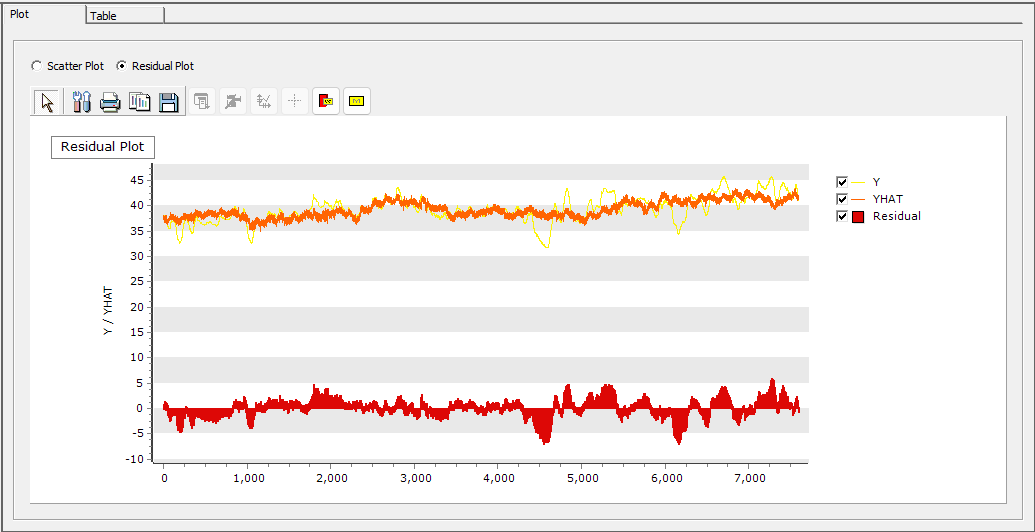 Plot Table
Scatter Plot Residual Plot
Residual Plot
45
40
35
30
25
20
15
10
5
0
-5
-10
Y / YHAT
0 1,000 2,000 3,000 4,000 5,000 6,000 7,000
Y
YHAT
Residual